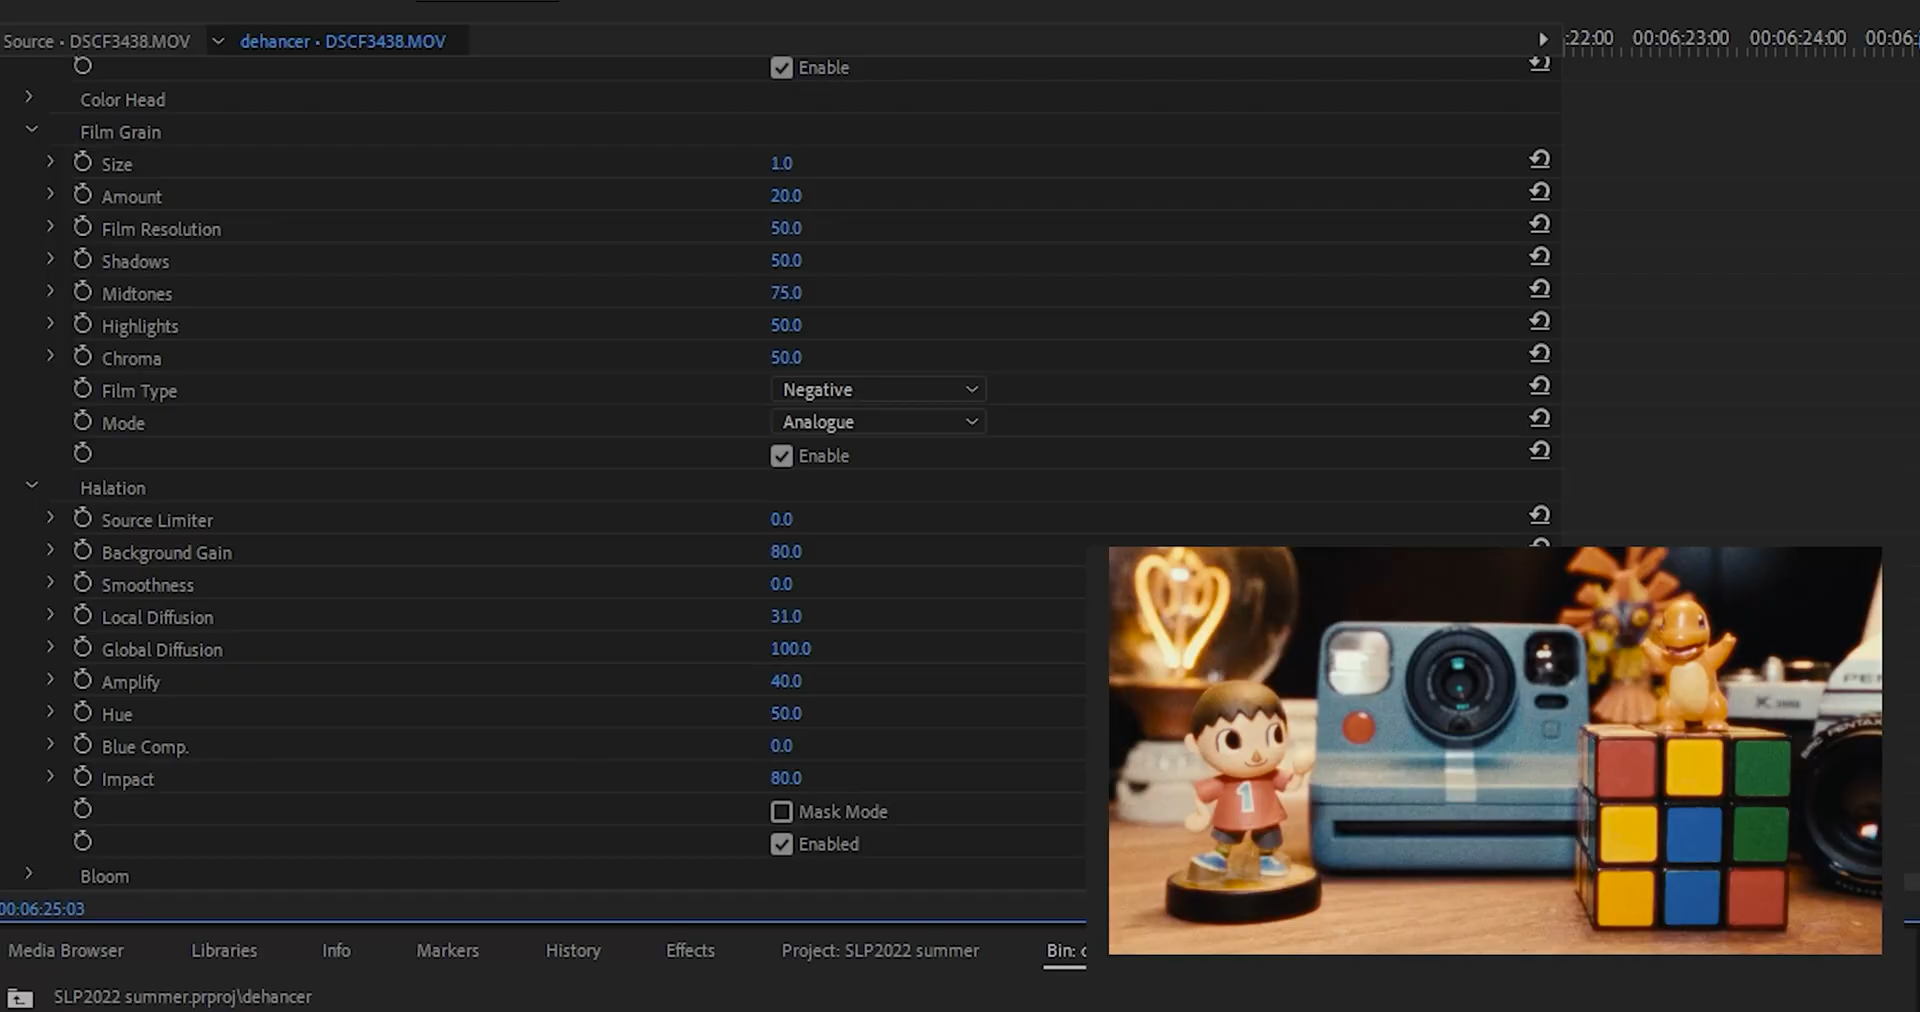 Source · DSCF3438.MOV dehancer · DSCF3438.MOV
:22:00 00:06:23:00 00:06:24:00 00:06:
Enable
Color Head
Film Grain
Size 1.0
Amount 20.0
Film Resolution 50.0
Shadows 50.0
Midtones 75.0
Highlights 50.0
Chroma 50.0
Film Type Negative
Mode Analogue
Enable
Halation
Source Limiter 0.0
Background Gain 80.0
Smoothness 0.0
Local Diffusion 31.0
Global Diffusion 100.0
Amplify 40.0
Hue 50.0
Blue Comp. 0.0
Impact 80.0
Mask Mode
Enabled
Bloom
00:06:25:03
Media Browser Libraries Info Markers History Effects Project: SLP2022 summer Bin:
SLP2022 summer.prproj\dehancer
1
PENTAX